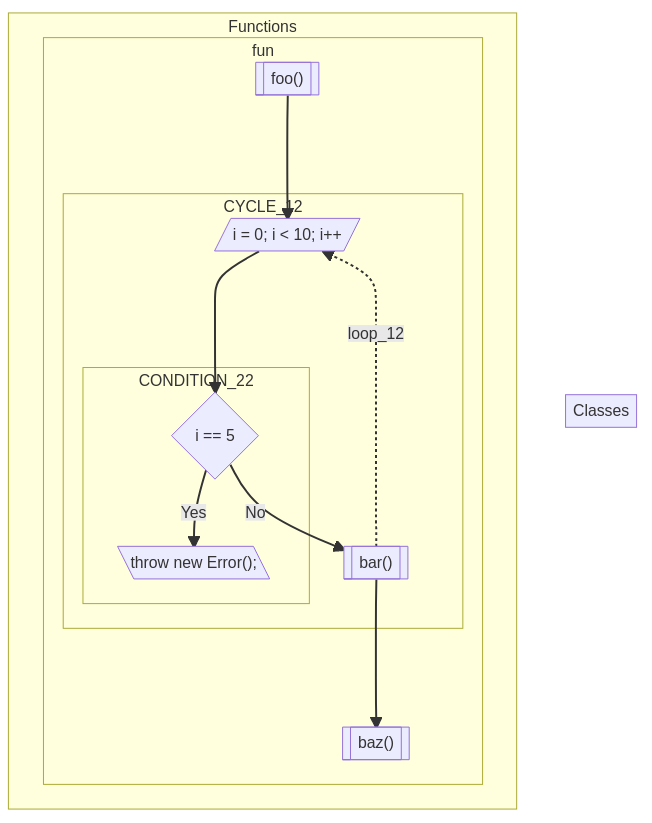 Functions
fun
foo()
CYCLE_12
i = 0; i < 10; i++
loop_12
CONDITION_22
i == 5
Classes
Yes
No
throw new Error();
bar()
baz()